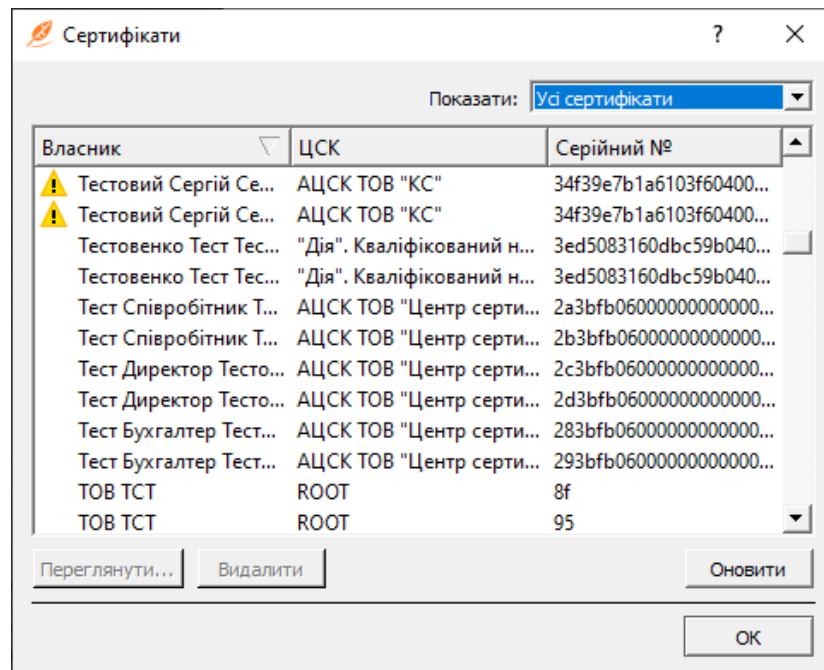 Сертифікати
Показати: Усі сертифікати
Власник ЦСК Серійний №
Тестовий Сергій Се... АЦСК ТОВ "КС" 34f39e7b1a6103f60400...
Тестовий Сергій Се... АЦСК ТОВ "КС" 34f39e7b1a6103f60400...
Тестовенко Тест Тес... "Дія". Кваліфікований н... 3ed5083160dbc59b040...
Тестовенко Тест Тес... "Дія". Кваліфікований н... 3ed5083160dbc59b040...
Тест Співробітник Т... АЦСК ТОВ "Центр серти... 2a3bfb06000000000000...
Тест Співробітник Т... АЦСК ТОВ "Центр серти... 2b3bfb06000000000000...
Тест Директор Тесто... АЦСК ТОВ "Центр серти... 2c3bfb06000000000000...
Тест Директор Тесто... АЦСК ТОВ "Центр серти... 2d3bfb06000000000000...
Тест Бухгалтер Тест... АЦСК ТОВ "Центр серти... 283bfb06000000000000...
Тест Бухгалтер Тест... АЦСК ТОВ "Центр серти... 293bfb06000000000000...
ТОВ ТСТ ROOT 8f
ТОВ ТСТ ROOT 95
Переглянути... Видалити Оновити
ОК